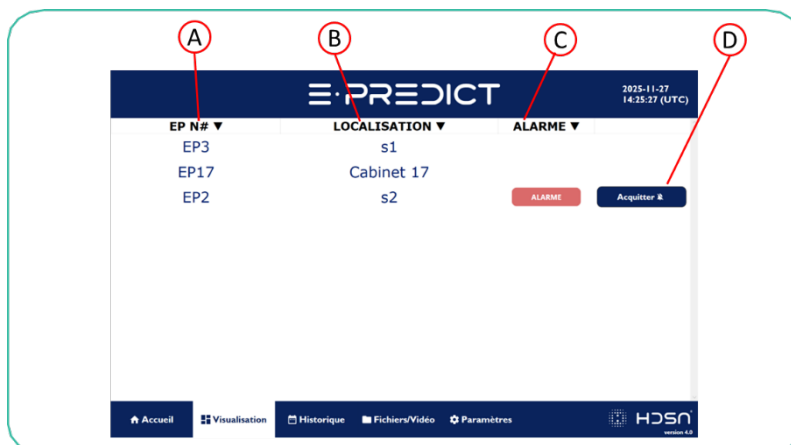 A B C D
E·PREDICT
2025-11-27
14:25:27 (UTC)
EP N# ▼ LOCALISATION ▼ ALARME ▼
EP3 s1
EP17 Cabinet 17
EP2 s2 ALARME Acquitter
Accueil Visualisation Historique Fichiers/Vidéo Paramètres HDSN
version 4.0